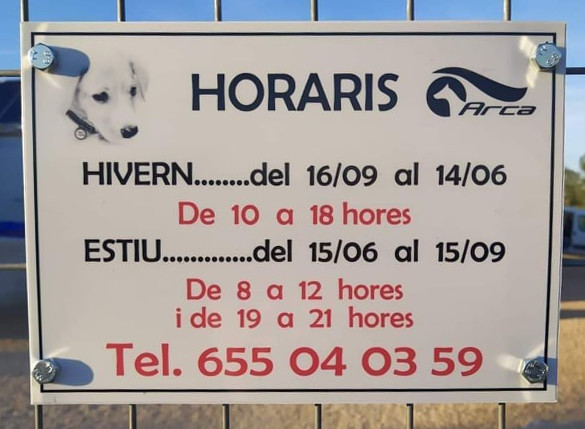 HORARIS
Arca
HIVERN........del 16/09 al 14/06
De 10 a 18 hores
ESTIU.............del 15/06 al 15/09
De 8 a 12 hores
i de 19 a 21 hores
Tel. 655 04 03 59